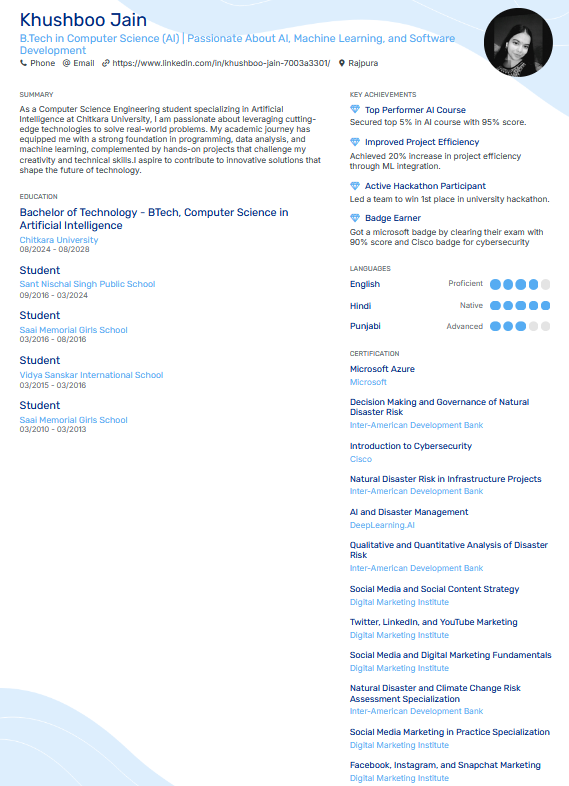 Khushboo Jain
B.Tech in Computer Science (AI) | Passionate About AI, Machine Learning, and Software
Development
Phone @ Email https://www.linkedin.com/in/khushboo-jain-7003a3301/ Rajpura
SUMMARY
As a Computer Science Engineering student specializing in Artificial
Intelligence at Chitkara University, I am passionate about leveraging cutting-
edge technologies to solve real-world problems. My academic journey has
equipped me with a strong foundation in programming, data analysis, and
machine learning, complemented by hands-on projects that challenge my
creativity and technical skills.I aspire to contribute to innovative solutions that
shape the future of technology.
EDUCATION
Bachelor of Technology - BTech, Computer Science in
Artificial Intelligence
Chitkara University
08/2024 - 08/2028
Student
Sant Nischal Singh Public School
09/2016 - 03/2024
Student
Saai Memorial Girls School
03/2016 - 08/2016
Student
Vidya Sanskar International School
03/2015 - 03/2016
Student
Saai Memorial Girls School
03/2010 - 03/2013
KEY ACHIEVEMENTS
Top Performer AI Course
Secured top 5% in AI course with 95% score.
Improved Project Efficiency
Achieved 20% increase in project efficiency
through ML integration.
Active Hackathon Participant
Led a team to win 1st place in university hackathon.
Badge Earner
Got a microsoft badge by clearing their exam with
90% score and Cisco badge for cybersecurity
LANGUAGES
English Proficient
Hindi Native
Punjabi Advanced
CERTIFICATION
Microsoft Azure
Microsoft
Decision Making and Governance of Natural
Disaster Risk
Inter-American Development Bank
Introduction to Cybersecurity
Cisco
Natural Disaster Risk in Infrastructure Projects
Inter-American Development Bank
AI and Disaster Management
DeepLearning.AI
Qualitative and Quantitative Analysis of Disaster
Risk
Inter-American Development Bank
Social Media and Social Content Strategy
Digital Marketing Institute
Twitter, LinkedIn, and YouTube Marketing
Digital Marketing Institute
Social Media and Digital Marketing Fundamentals
Digital Marketing Institute
Natural Disaster and Climate Change Risk
Assessment Specialization
Inter-American Development Bank
Social Media Marketing in Practice Specialization
Digital Marketing Institute
Facebook, Instagram, and Snapchat Marketing
Digital Marketing Institute